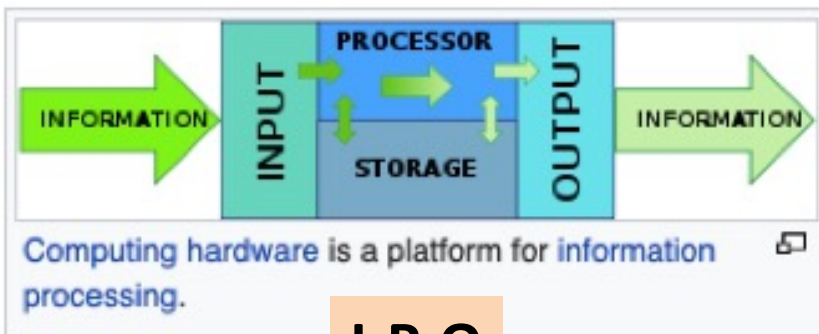 INFORMATION
INPUT
PROCESSOR
STORAGE
OUTPUT
INFORMATION
Computing hardware is a platform for information
processing.
I-P-O